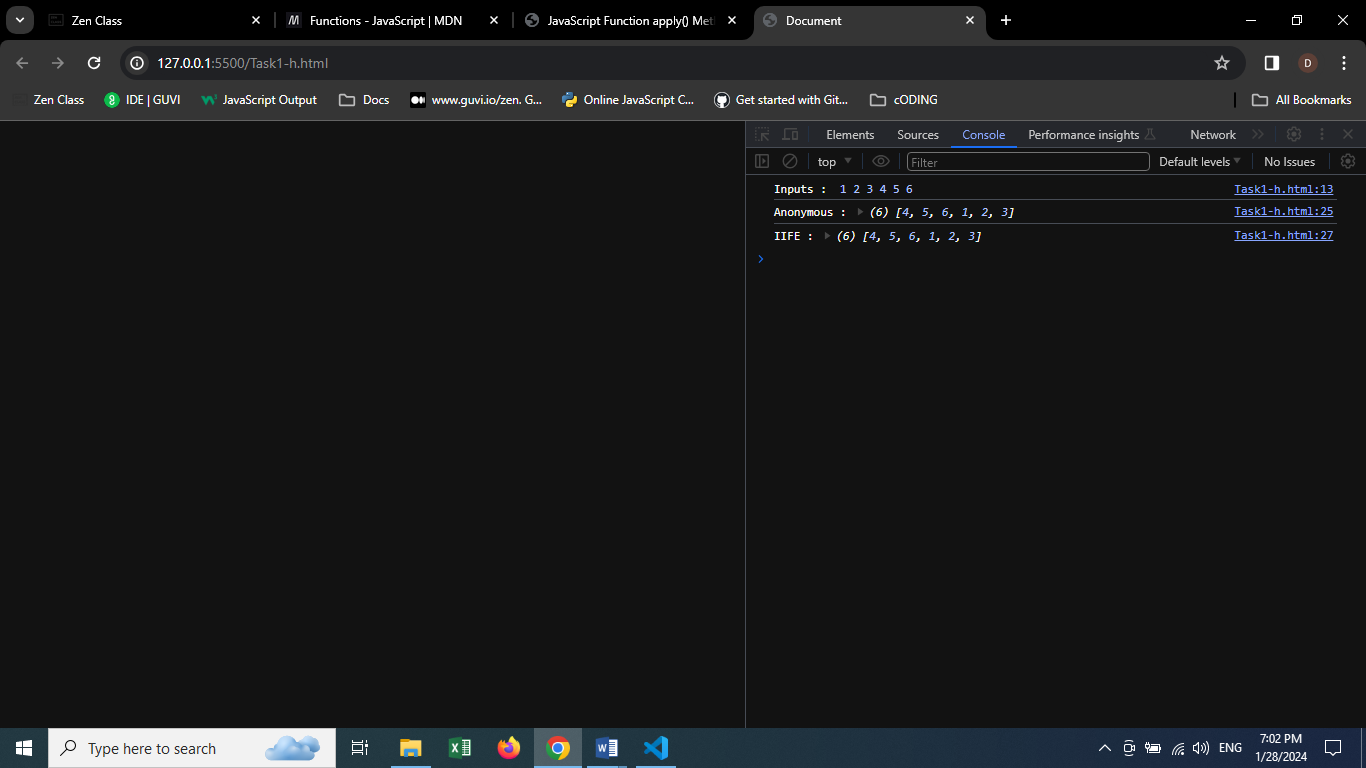 Zen Class
Functions - JavaScript | MDN
JavaScript Function apply() Met
Document
127.0.0.1:5500/Task1-h.html
D
Zen Class
IDE | GUVI
JavaScript Output
Docs
www.guvi.io/zen. G...
Online JavaScript C...
Get started with Git...
cODING
All Bookmarks
Elements
Sources
Console
Performance insights
Network
top
Filter
Default levels
No Issues
Inputs : 1 2 3 4 5 6 Task1-h.html:13
Anonymous : (6) [4, 5, 6, 1, 2, 3] Task1-h.html:25
IIFE : (6) [4, 5, 6, 1, 2, 3] Task1-h.html:27
Type here to search
ENG
7:02 PM
1/28/2024